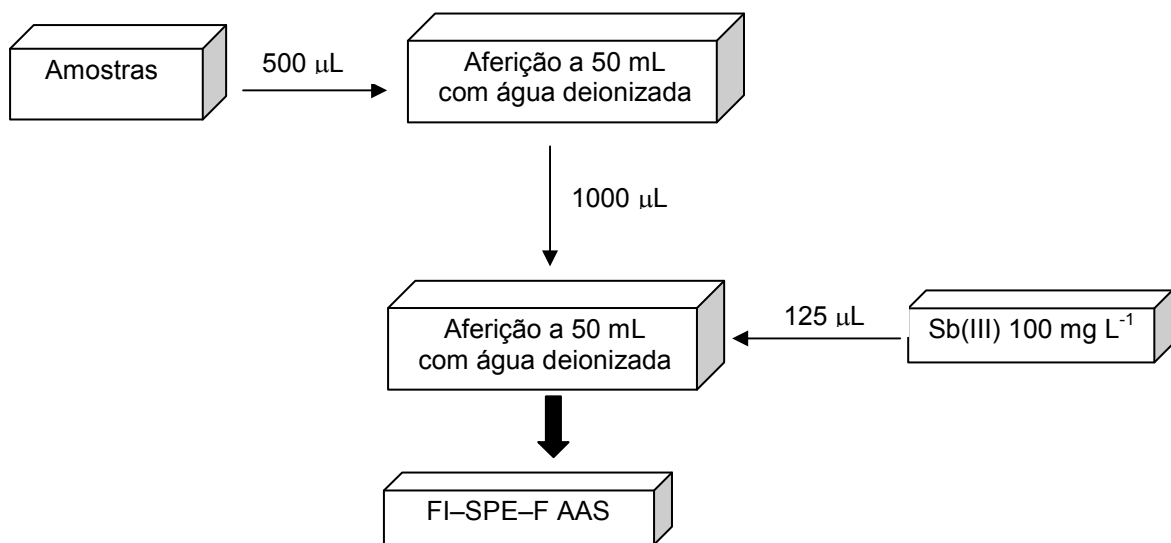 Amostras
500 µL
Aferição a 50 mL
com água deionizada
1000 µL
Aferição a 50 mL
com água deionizada
125 µL
Sb(III) 100 mg L⁻¹
FI–SPE–F AAS